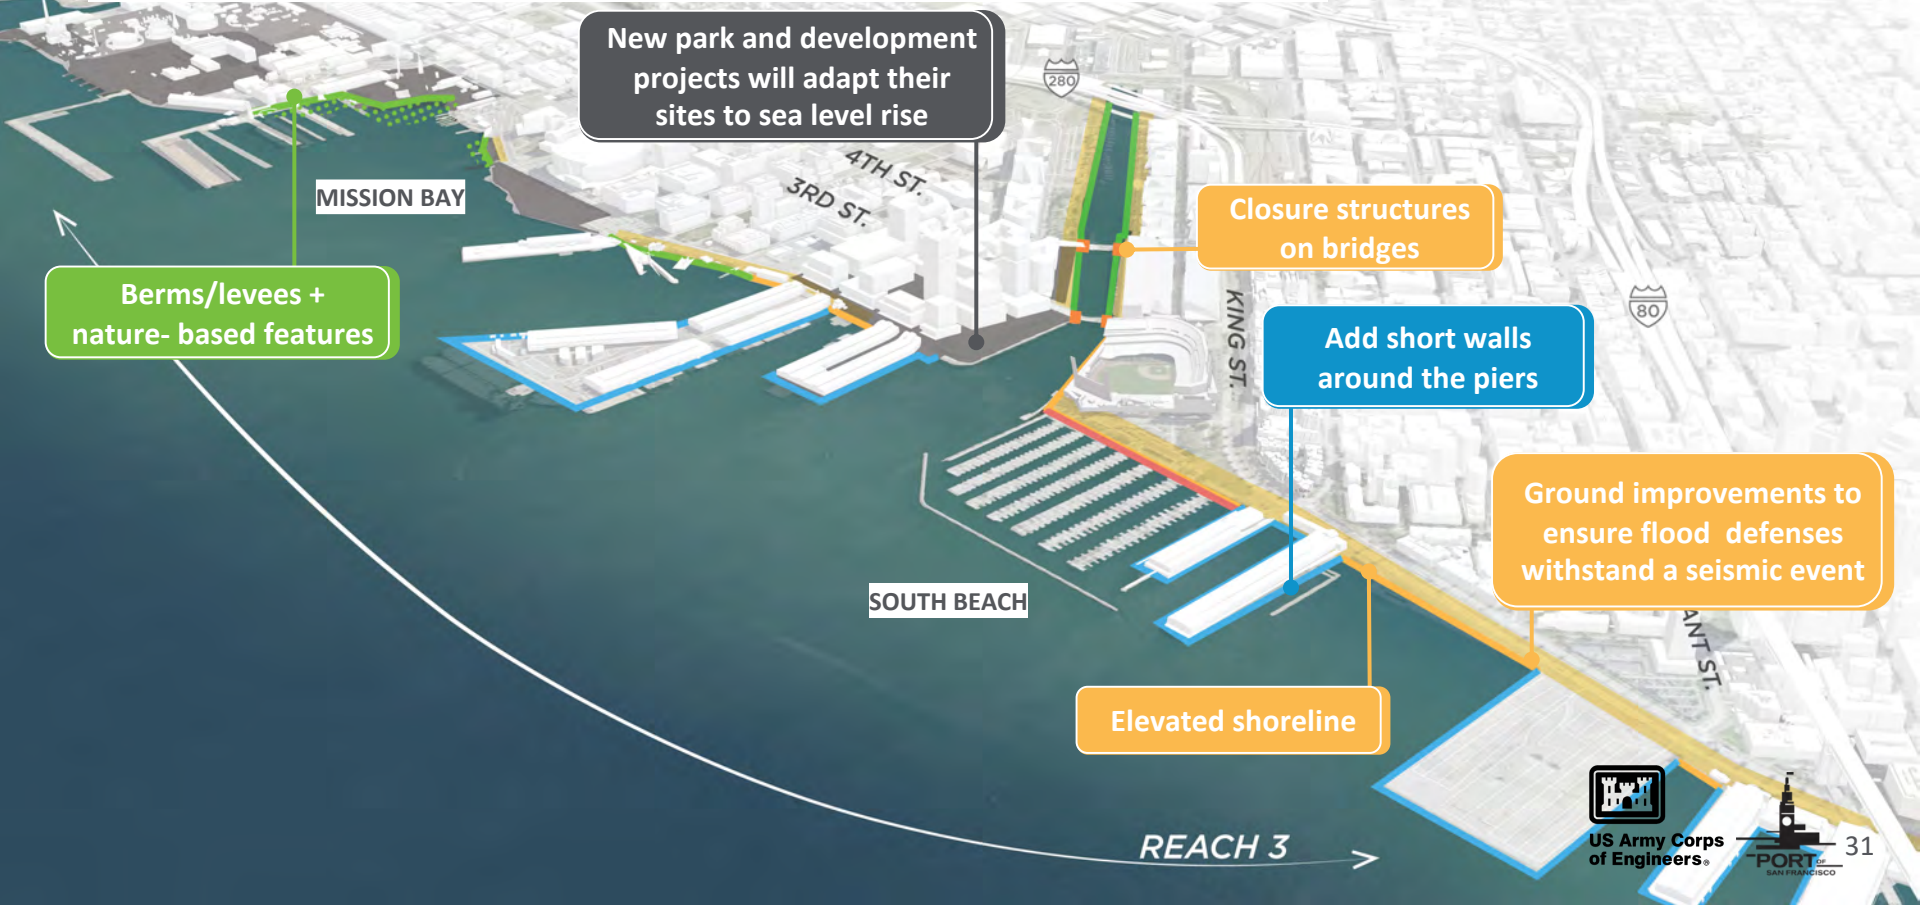 New park and development
projects will adapt their
sites to sea level rise
280
4TH ST.
3RD ST.
MISSION BAY
Closure structures
on bridges
Berms/levees +
nature- based features
KING ST.
80
Add short walls
around the piers
Ground improvements to
ensure flood  defenses
withstand a seismic event
SOUTH BEACH
ANT ST.
Elevated shoreline
REACH 3
US Army Corps
of Engineers®
PORT OF
SAN FRANCISCO
31